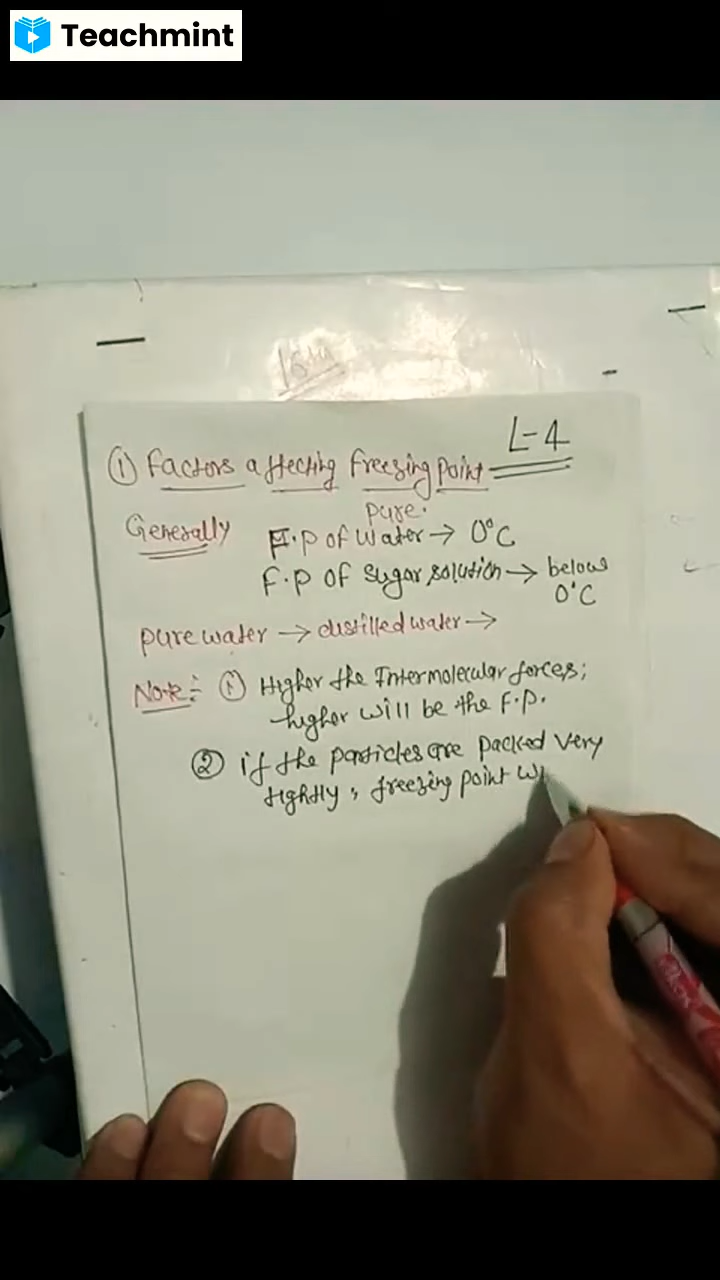 Teachmint
L-4
① Factors affecting Freezing Point
pure.
Generally F.P of water → 0°C
F.P of sugar solution → below
0°C
pure water → distilled water →
Note:- ① Higher the Intermolecular forces;
higher will be the F.P.
② if the particles are packed very
tightly, freezing point wi